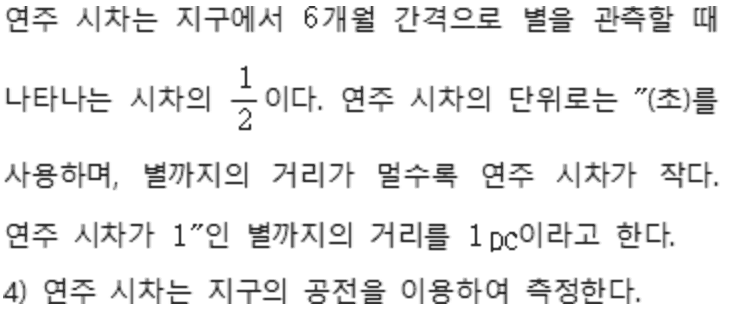 연주 시차는 지구에서 6개월 간격으로 별을 관측할 때
나타나는 시차의 1/2 이다. 연주 시차의 단위로는 ″(초)를
사용하며, 별까지의 거리가 멀수록 연주 시차가 작다.
연주 시차가 1″인 별까지의 거리를 1pc이라고 한다.
4) 연주 시차는 지구의 공전을 이용하여 측정한다.